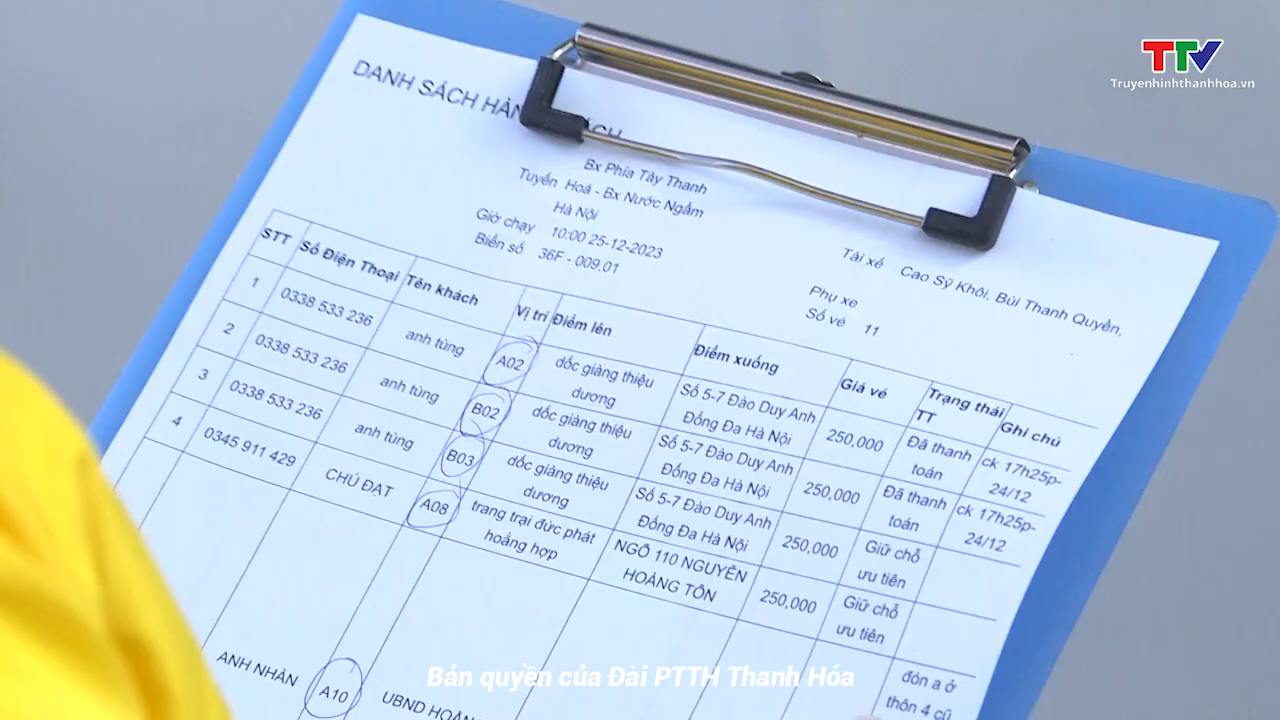 TTV
Truyenhinhthanhhoa.vn
DANH SÁCH HÀN ÁCH
Bx Phía Tây Thanh
Tuyến Hoá - Bx Nước Ngầm
Hà Nội
Giờ chạy 10:00 25-12-2023
Biển số 36F - 009.01
Tài xế Cao Sỹ Khôi, Bùi Thanh Quyền,
Phụ xe
Số vé 11
STT Số Điện Thoại Tên khách Vị trí Điểm lên Điểm xuống Giá vé Trạng thái TT Ghi chú
1 0338 533 236 anh tùng A02 dốc giàng thiệu dương Số 5-7 Đào Duy Anh Đống Đa Hà Nội 250,000 Đã thanh toán ck 17h25p-24/12
2 0338 533 236 anh tùng B02 dốc giàng thiệu dương Số 5-7 Đào Duy Anh Đống Đa Hà Nội 250,000 Đã thanh toán ck 17h25p-24/12
3 0338 533 236 anh tùng B03 dốc giàng thiệu dương Số 5-7 Đào Duy Anh Đống Đa Hà Nội 250,000 Giữ chỗ ưu tiên
4 0345 911 429 CHÚ ĐẠT A08 trang trại đức phát hoằng hợp NGÕ 110 NGUYỄN HOÀNG TÔN 250,000 Giữ chỗ ưu tiên
ANH NHÀN A10 UBND HOẰN đón a ở thôn 4 cũ
Bản quyền của Đài PTTH Thanh Hóa